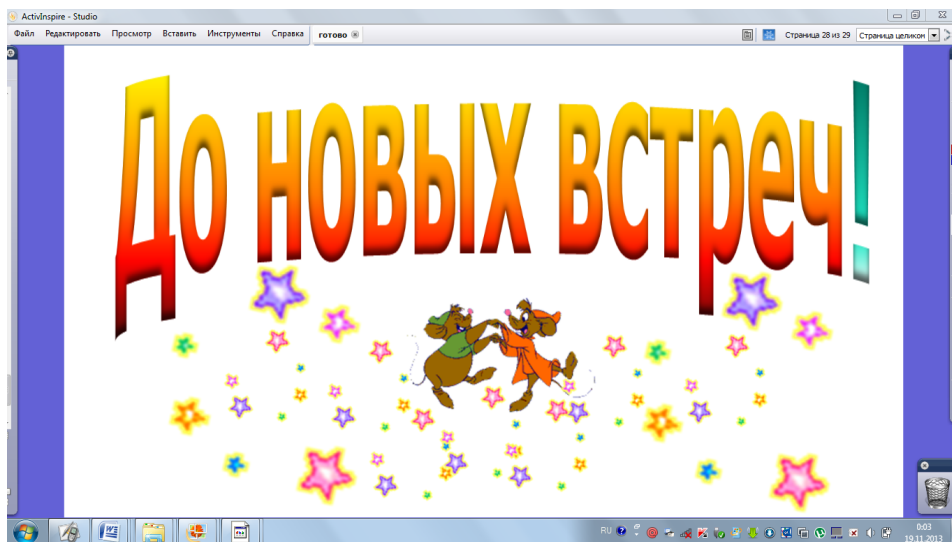 ActivInspire - Studio
Файл Редактировать Просмотр Вставить Инструменты Справка готово Страница 28 из 29 Страница целиком
До новых встреч!
RU 0:03
19.11.2013